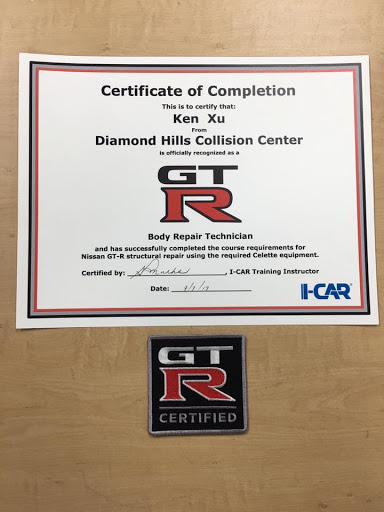 Certificate of Completion
This is to certify that:
Ken Xu
From
Diamond Hills Collision Center
is officially recognized as a
GT
R
Body Repair Technician
and has successfully completed the course requirements for
Nissan GT-R structural repair using the required Celette equipment.
Certified by: , I-CAR Training Instructor
Date:
I-CAR®
GT
R
CERTIFIED